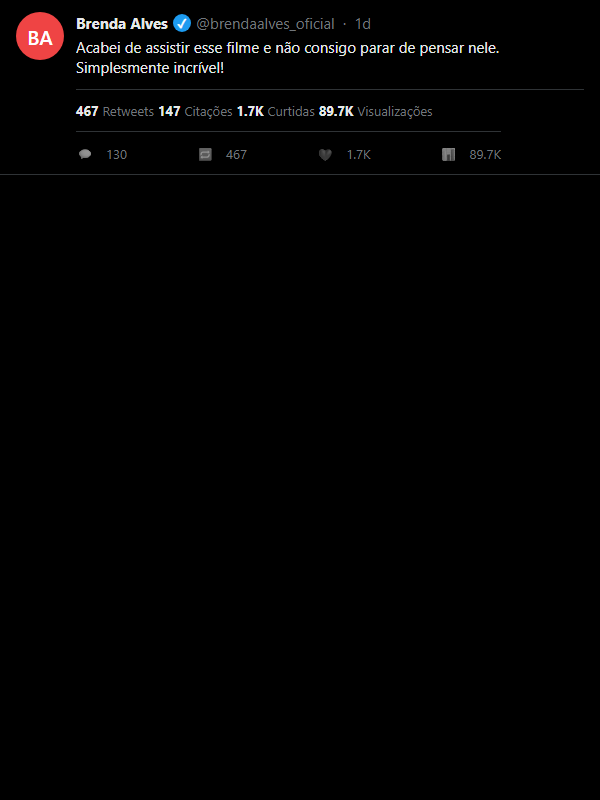 BA
Brenda Alves @brendaalves_oficial · 1d
Acabei de assistir esse filme e não consigo parar de pensar nele.
Simplesmente incrível!
467 Retweets 147 Citações 1.7K Curtidas 89.7K Visualizações
130 467 1.7K 89.7K